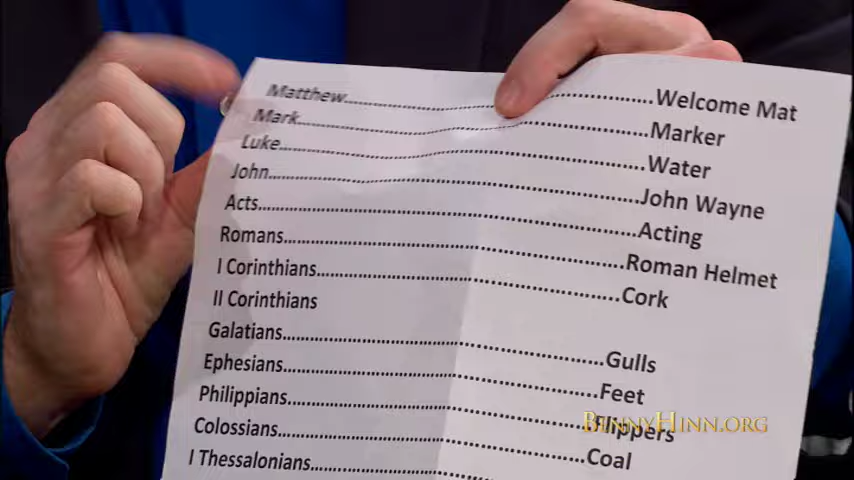 Matthew..........................Welcome Mat
Mark..........................Marker
Luke..........................Water
John..........................John Wayne
Acts..........................Acting
Romans..........................Roman Helmet
I Corinthians..........................Cork
II Corinthians
Galatians..........................Gulls
Ephesians..........................Feet
Philippians..........................Flippers
BENNYHINN.ORG
Colossians..........................Coal
I Thessalonians..........................